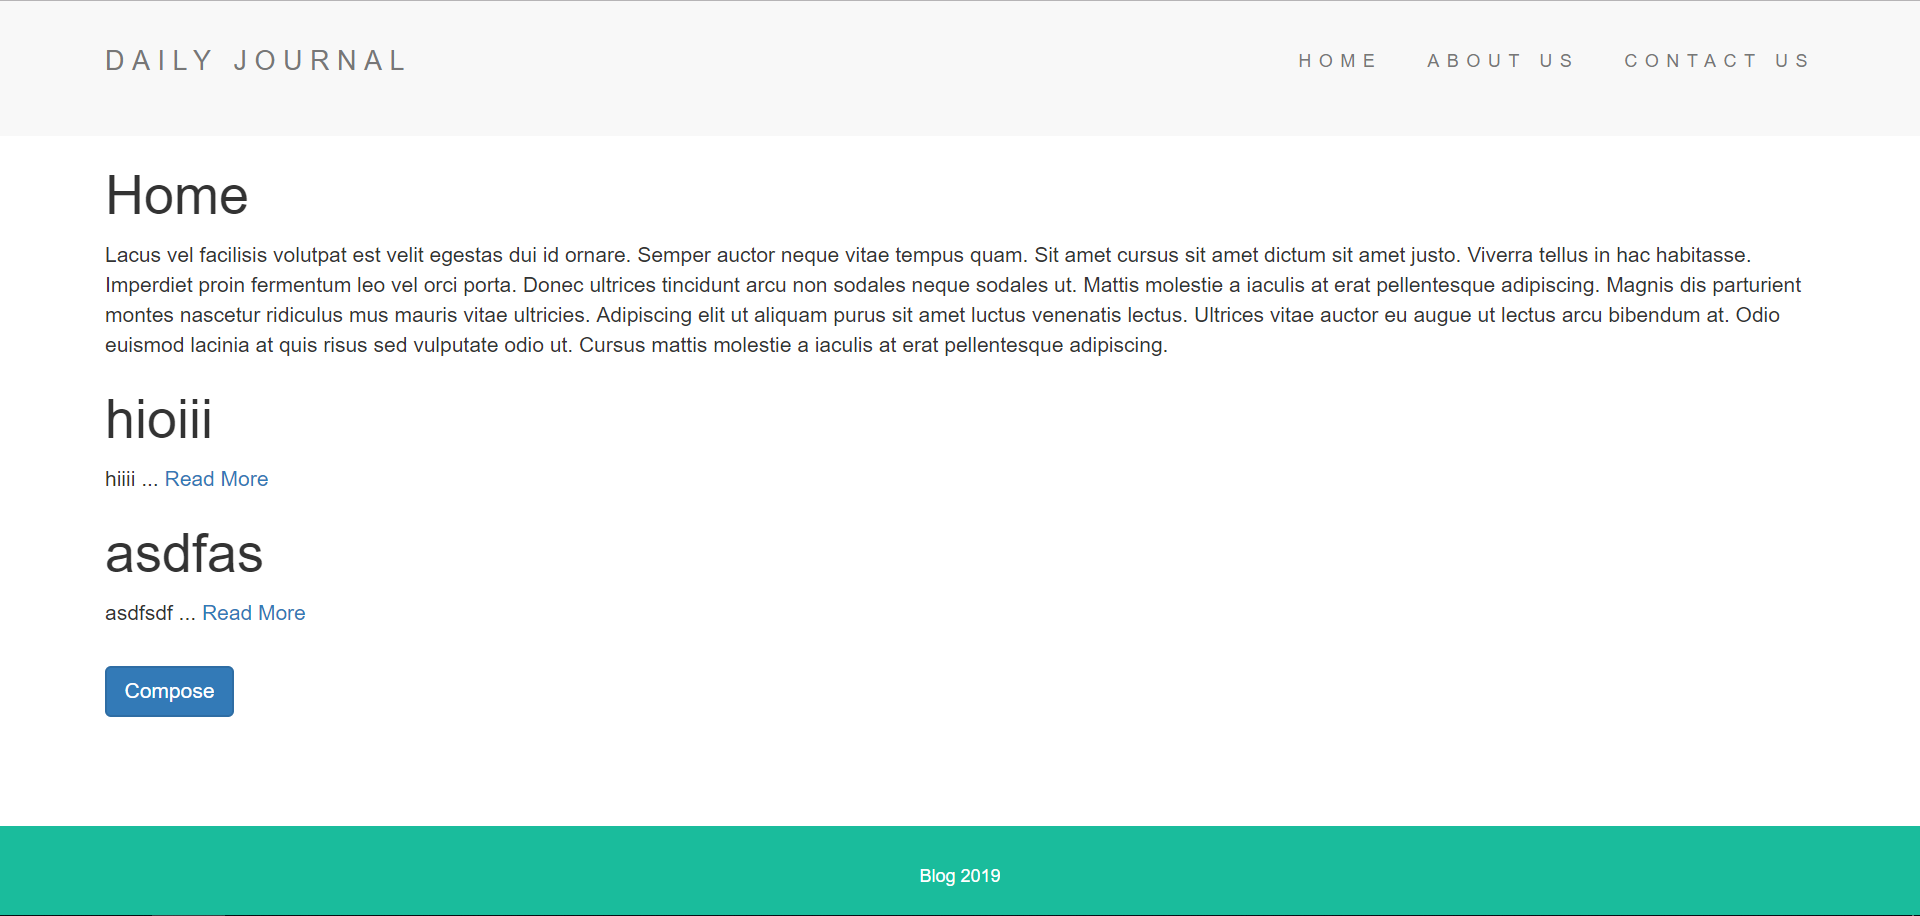 DAILY JOURNAL
HOME ABOUT US CONTACT US
Home
Lacus vel facilisis volutpat est velit egestas dui id ornare. Semper auctor neque vitae tempus quam. Sit amet cursus sit amet dictum sit amet justo. Viverra tellus in hac habitasse.
Imperdiet proin fermentum leo vel orci porta. Donec ultrices tincidunt arcu non sodales neque sodales ut. Mattis molestie a iaculis at erat pellentesque adipiscing. Magnis dis parturient
montes nascetur ridiculus mus mauris vitae ultricies. Adipiscing elit ut aliquam purus sit amet luctus venenatis lectus. Ultrices vitae auctor eu augue ut lectus arcu bibendum at. Odio
euismod lacinia at quis risus sed vulputate odio ut. Cursus mattis molestie a iaculis at erat pellentesque adipiscing.
hioiii
hiiii ... Read More
asdfas
asdfsdf ... Read More
Compose
Blog 2019